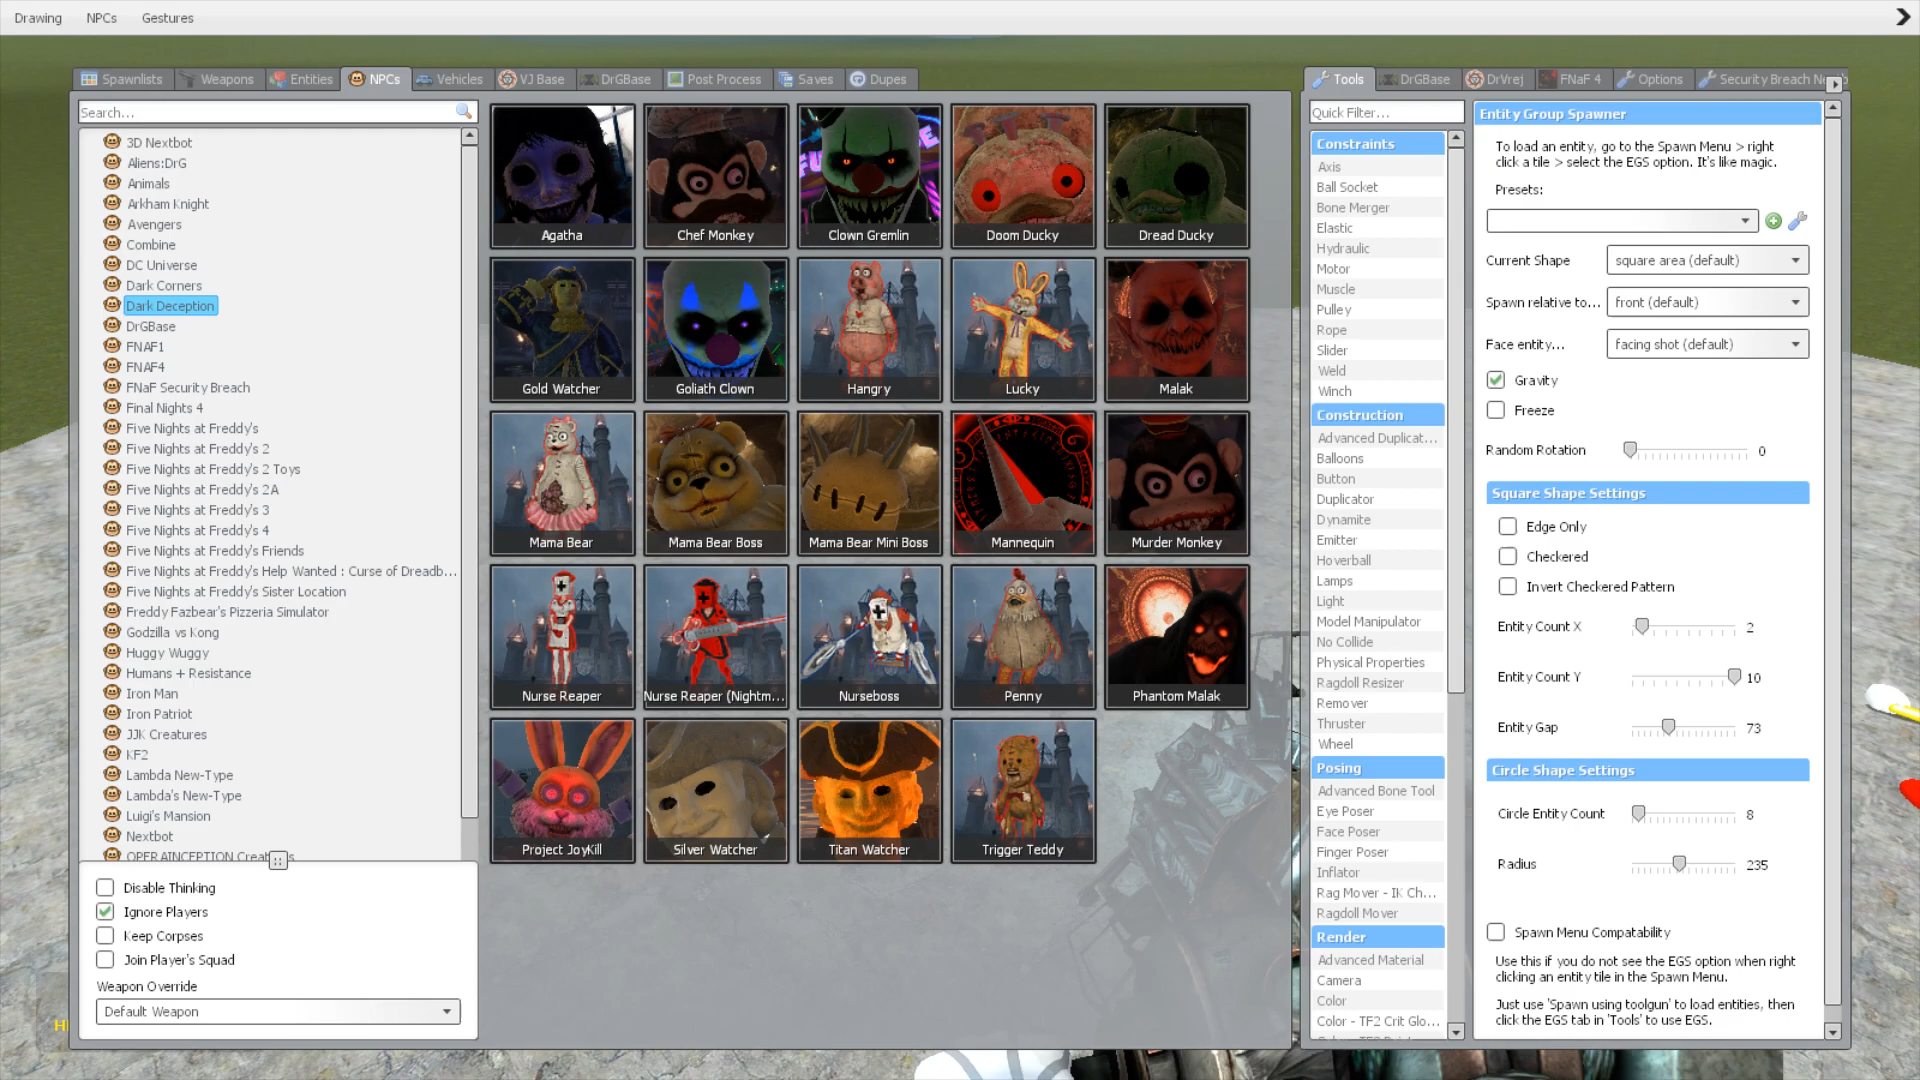 Drawing NPCs Gestures
Spawnlists Weapons Entities NPCs Vehicles VJ Base DrGBase Post Process Saves Dupes
Search...
3D Nextbot
Aliens:DrG
Animals
Arkham Knight
Avengers
Combine
DC Universe
Dark Corners
Dark Deception
DrGBase
FNAF1
FNAF4
FNaF Security Breach
Final Nights 4
Five Nights at Freddy's
Five Nights at Freddy's 2
Five Nights at Freddy's 2 Toys
Five Nights at Freddy's 2A
Five Nights at Freddy's 3
Five Nights at Freddy's 4
Five Nights at Freddy's Friends
Five Nights at Freddy's Help Wanted : Curse of Dreadb...
Five Nights at Freddy's Sister Location
Freddy Fazbear's Pizzeria Simulator
Godzilla vs Kong
Huggy Wuggy
Humans + Resistance
Iron Man
Iron Patriot
JJK Creatures
KF2
Lambda New-Type
Lambda's New-Type
Luigi's Mansion
Nextbot
Disable Thinking
Ignore Players
Keep Corpses
Join Player's Squad
Weapon Override
Default Weapon
Agatha
Chef Monkey
Clown Gremlin
Doom Ducky
Dread Ducky
Gold Watcher
Goliath Clown
Hangry
Lucky
Malak
Mama Bear
Mama Bear Boss
Mama Bear Mini Boss
Mannequin
Murder Monkey
Nurse Reaper
Nurse Reaper (Nightm...
Nurseboss
Penny
Phantom Malak
Project JoyKill
Silver Watcher
Titan Watcher
Trigger Teddy
Tools DrGBase DrVrej FNaF 4 Options Security Breach
Quick Filter...
Constraints
Axis
Ball Socket
Bone Merger
Elastic
Hydraulic
Motor
Muscle
Pulley
Rope
Slider
Weld
Winch
Construction
Advanced Duplicat...
Balloons
Button
Duplicator
Dynamite
Emitter
Hoverball
Lamps
Light
Model Manipulator
No Collide
Physical Properties
Ragdoll Resizer
Remover
Thruster
Wheel
Posing
Advanced Bone Tool
Eye Poser
Face Poser
Finger Poser
Inflator
Rag Mover - IK Ch...
Ragdoll Mover
Render
Advanced Material
Camera
Color
Color - TF2 Crit Glo...
Entity Group Spawner
To load an entity, go to the Spawn Menu > right
click a tile > select the EGS option. It's like magic.
Presets:
Current Shape square area (default)
Spawn relative to... front (default)
Face entity... facing shot (default)
Gravity
Freeze
Random Rotation 0
Square Shape Settings
Edge Only
Checkered
Invert Checkered Pattern
Entity Count X 2
Entity Count Y 10
Entity Gap 73
Circle Shape Settings
Circle Entity Count 8
Radius 235
Spawn Menu Compatability
Use this if you do not see the EGS option when right
clicking an entity tile in the Spawn Menu.
Just use 'Spawn using toolgun' to load entities, then
click the EGS tab in 'Tools' to use EGS.